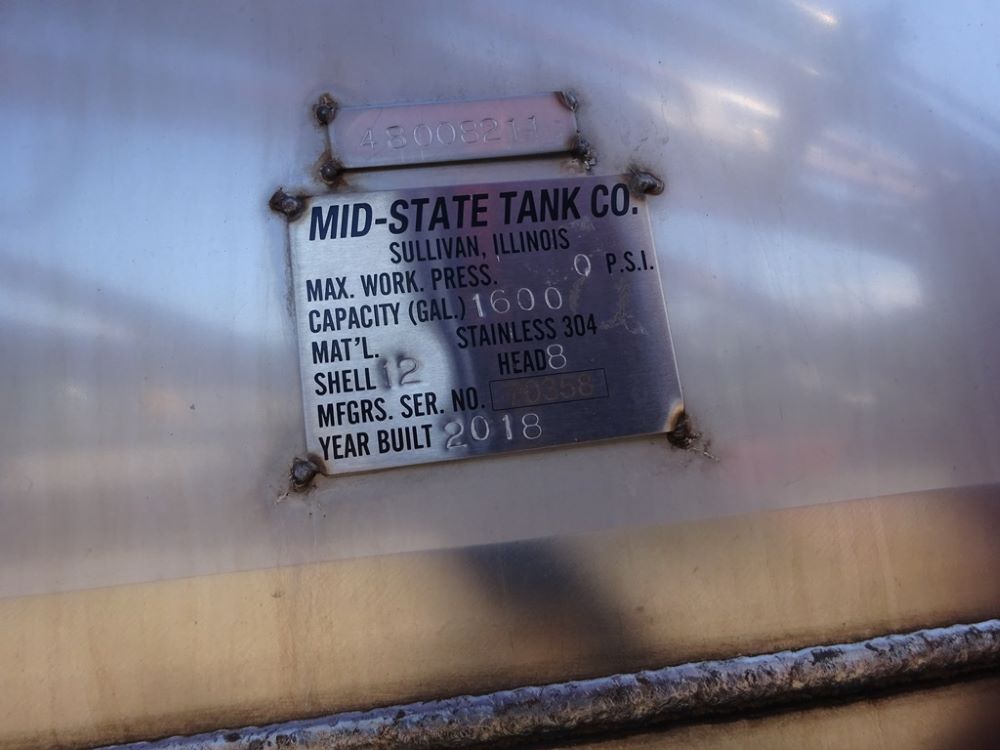 48008211
MID-STATE TANK CO.
SULLIVAN, ILLINOIS
MAX. WORK. PRESS. 0 P.S.I.
CAPACITY (GAL.) 1600
MAT'L. STAINLESS 304
SHELL 12 HEAD 8
MFGRS. SER. NO. 70358
YEAR BUILT 2018